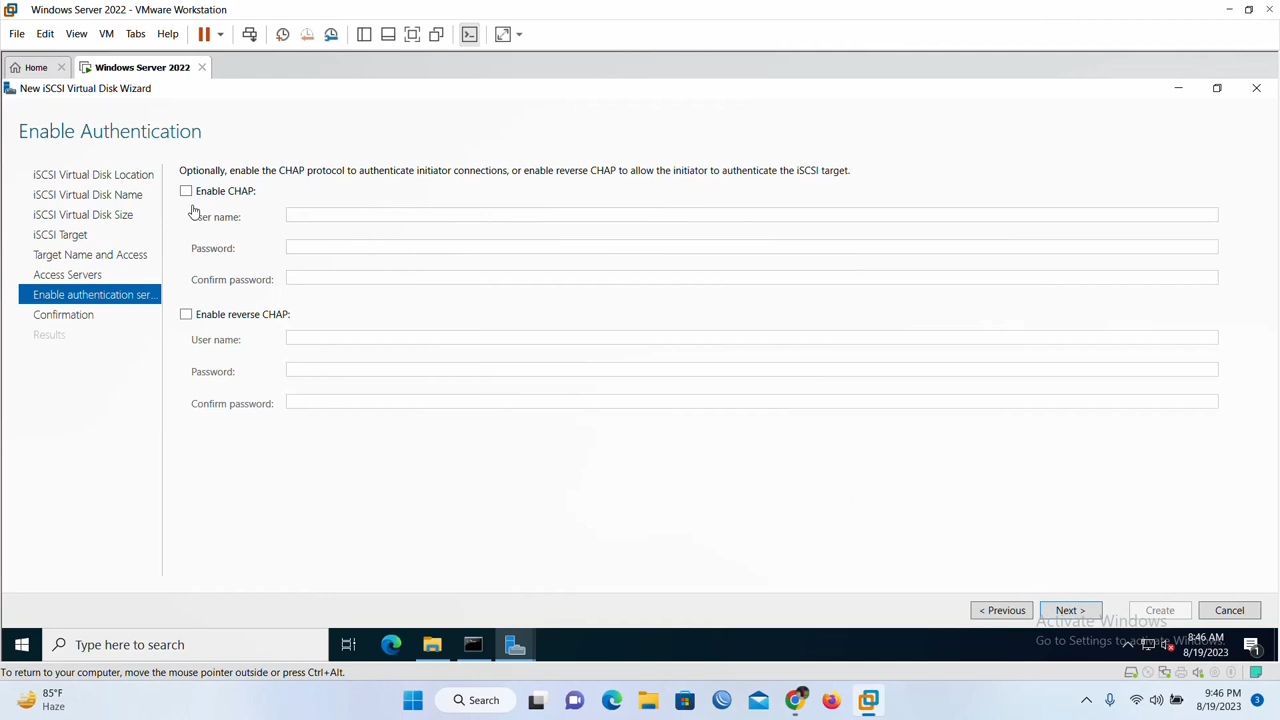 Windows Server 2022 - VMware Workstation
File Edit View VM Tabs Help
Home Windows Server 2022
New iSCSI Virtual Disk Wizard
Enable Authentication
iSCSI Virtual Disk Location
iSCSI Virtual Disk Name
iSCSI Virtual Disk Size
iSCSI Target
Target Name and Access
Access Servers
Enable authentication ser...
Confirmation
Results
Optionally, enable the CHAP protocol to authenticate initiator connections, or enable reverse CHAP to allow the initiator to authenticate the iSCSI target.
Enable CHAP:
User name:
Password:
Confirm password:
Enable reverse CHAP:
User name:
Password:
Confirm password:
< Previous Next > Create Cancel
Activate Windows
Go to Settings to activate Windows.
Type here to search
8:46 AM
8/19/2023
1
To return to your computer, move the mouse pointer outside or press Ctrl+Alt.
85°F
Haze
Search
9:46 PM
8/19/2023
3